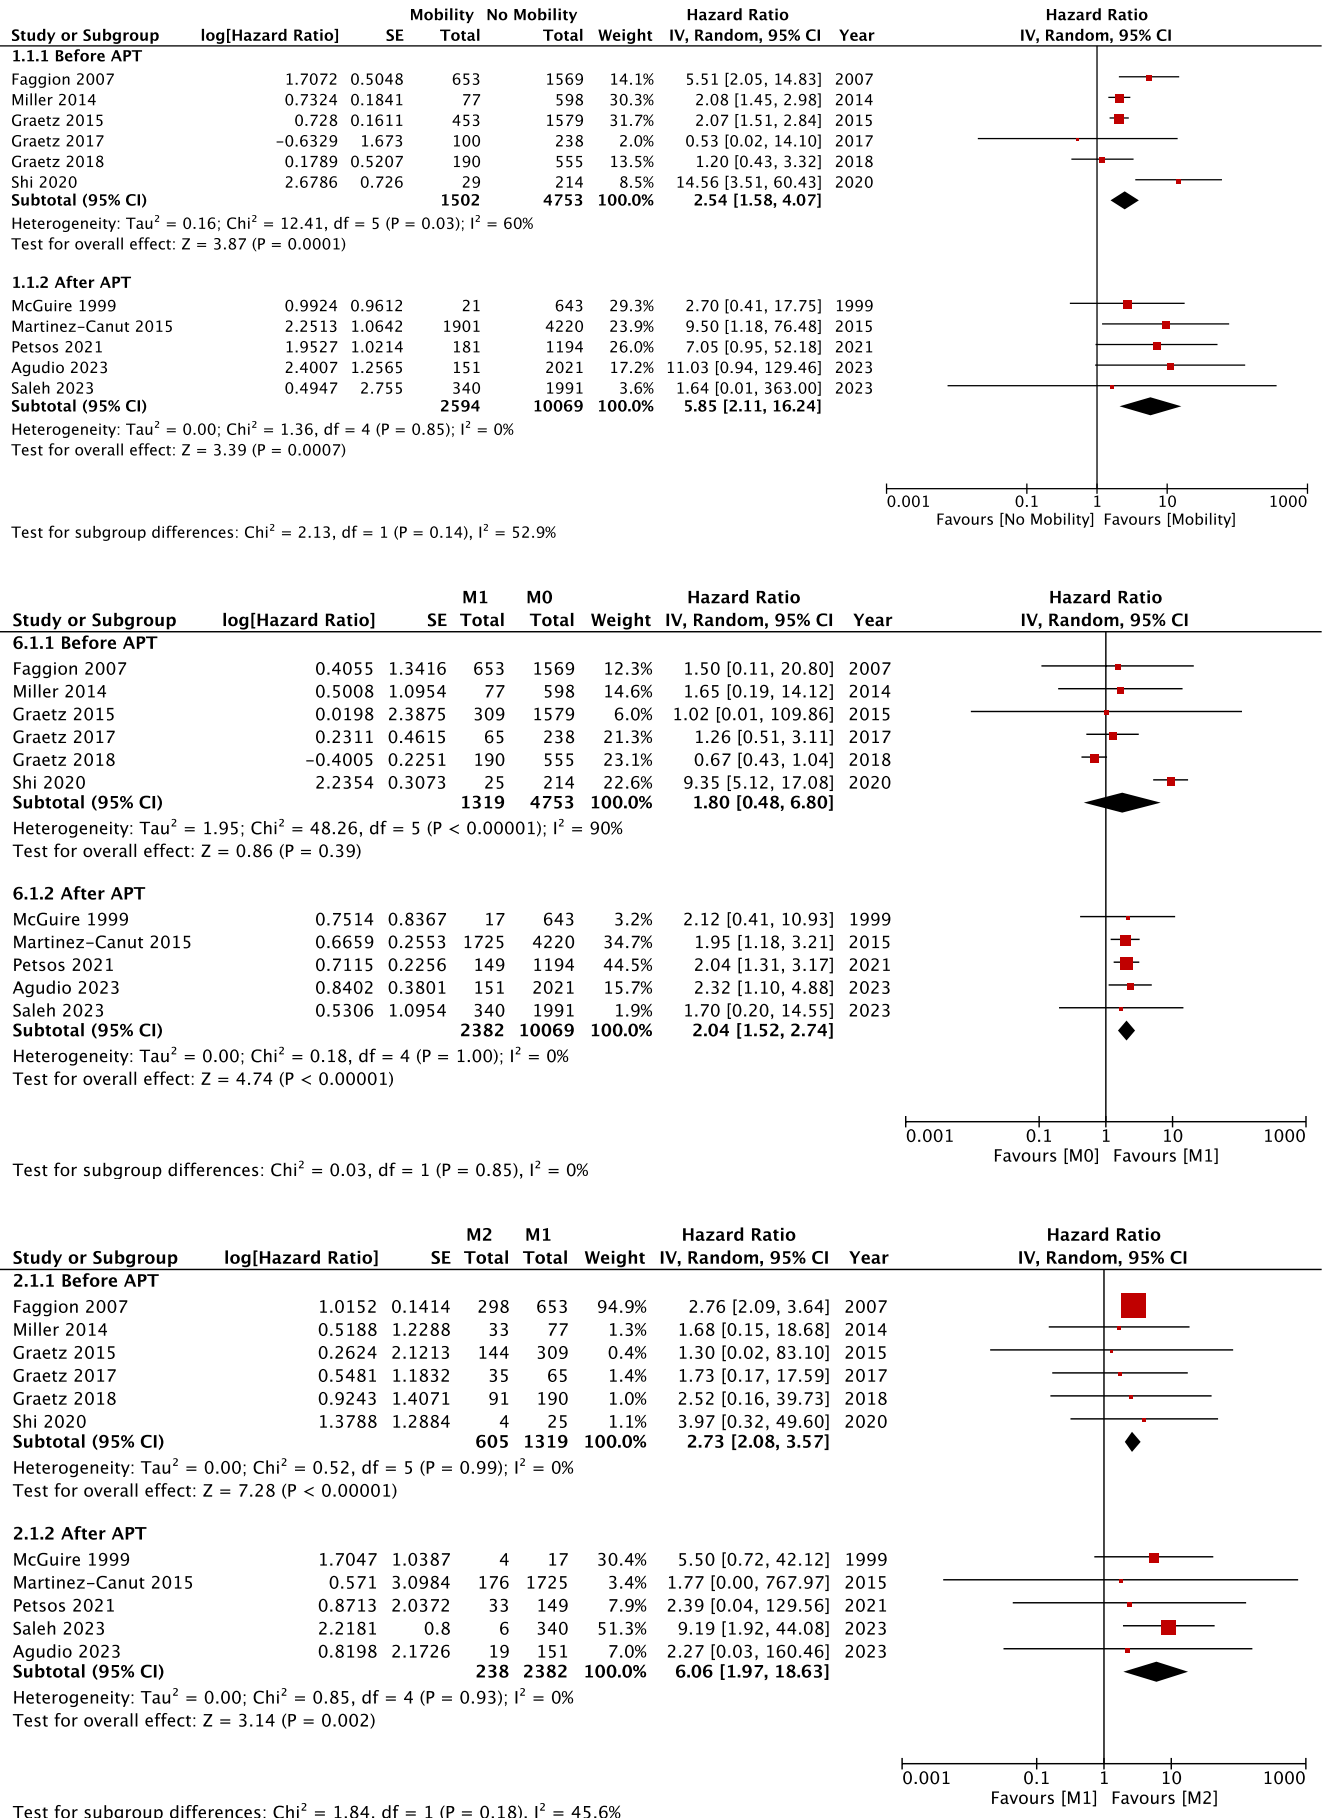 Mobility No Mobility Hazard Ratio Hazard Ratio
Study or Subgroup log[Hazard Ratio] SE Total Total Weight IV, Random, 95% CI Year IV, Random, 95% CI
1.1.1 Before APT
Faggion 2007 1.7072 0.5048 653 1569 14.1% 5.51 [2.05, 14.83] 2007
Miller 2014 0.7324 0.1841 77 598 30.3% 2.08 [1.45, 2.98] 2014
Graetz 2015 0.728 0.1611 453 1579 31.7% 2.07 [1.51, 2.84] 2015
Graetz 2017 −0.6329 1.673 100 238 2.0% 0.53 [0.02, 14.10] 2017
Graetz 2018 0.1789 0.5207 190 555 13.5% 1.20 [0.43, 3.32] 2018
Shi 2020 2.6786 0.726 29 214 8.5% 14.56 [3.51, 60.43] 2020
Subtotal (95% CI) 1502 4753 100.0% 2.54 [1.58, 4.07]
Heterogeneity: Tau² = 0.16; Chi² = 12.41, df = 5 (P = 0.03); I² = 60%
Test for overall effect: Z = 3.87 (P = 0.0001)
1.1.2 After APT
McGuire 1999 0.9924 0.9612 21 643 29.3% 2.70 [0.41, 17.75] 1999
Martinez−Canut 2015 2.2513 1.0642 1901 4220 23.9% 9.50 [1.18, 76.48] 2015
Petsos 2021 1.9527 1.0214 181 1194 26.0% 7.05 [0.95, 52.18] 2021
Agudio 2023 2.4007 1.2565 151 2021 17.2% 11.03 [0.94, 129.46] 2023
Saleh 2023 0.4947 2.755 340 1991 3.6% 1.64 [0.01, 363.00] 2023
Subtotal (95% CI) 2594 10069 100.0% 5.85 [2.11, 16.24]
Heterogeneity: Tau² = 0.00; Chi² = 1.36, df = 4 (P = 0.85); I² = 0%
Test for overall effect: Z = 3.39 (P = 0.0007)
0.001 0.1 1 10 1000
Favours [No Mobility] Favours [Mobility]
Test for subgroup differences: Chi² = 2.13, df = 1 (P = 0.14), I² = 52.9%
M1 M0 Hazard Ratio Hazard Ratio
Study or Subgroup log[Hazard Ratio] SE Total Total Weight IV, Random, 95% CI Year IV, Random, 95% CI
6.1.1 Before APT
Faggion 2007 0.4055 1.3416 653 1569 12.3% 1.50 [0.11, 20.80] 2007
Miller 2014 0.5008 1.0954 77 598 14.6% 1.65 [0.19, 14.12] 2014
Graetz 2015 0.0198 2.3875 309 1579 6.0% 1.02 [0.01, 109.86] 2015
Graetz 2017 0.2311 0.4615 65 238 21.3% 1.26 [0.51, 3.11] 2017
Graetz 2018 −0.4005 0.2251 190 555 23.1% 0.67 [0.43, 1.04] 2018
Shi 2020 2.2354 0.3073 25 214 22.6% 9.35 [5.12, 17.08] 2020
Subtotal (95% CI) 1319 4753 100.0% 1.80 [0.48, 6.80]
Heterogeneity: Tau² = 1.95; Chi² = 48.26, df = 5 (P < 0.00001); I² = 90%
Test for overall effect: Z = 0.86 (P = 0.39)
6.1.2 After APT
McGuire 1999 0.7514 0.8367 17 643 3.2% 2.12 [0.41, 10.93] 1999
Martinez−Canut 2015 0.6659 0.2553 1725 4220 34.7% 1.95 [1.18, 3.21] 2015
Petsos 2021 0.7115 0.2256 149 1194 44.5% 2.04 [1.31, 3.17] 2021
Agudio 2023 0.8402 0.3801 151 2021 15.7% 2.32 [1.10, 4.88] 2023
Saleh 2023 0.5306 1.0954 340 1991 1.9% 1.70 [0.20, 14.55] 2023
Subtotal (95% CI) 2382 10069 100.0% 2.04 [1.52, 2.74]
Heterogeneity: Tau² = 0.00; Chi² = 0.18, df = 4 (P = 1.00); I² = 0%
Test for overall effect: Z = 4.74 (P < 0.00001)
0.001 0.1 1 10 1000
Favours [M0] Favours [M1]
Test for subgroup differences: Chi² = 0.03, df = 1 (P = 0.85), I² = 0%
M2 M1 Hazard Ratio Hazard Ratio
Study or Subgroup log[Hazard Ratio] SE Total Total Weight IV, Random, 95% CI Year IV, Random, 95% CI
2.1.1 Before APT
Faggion 2007 1.0152 0.1414 298 653 94.9% 2.76 [2.09, 3.64] 2007
Miller 2014 0.5188 1.2288 33 77 1.3% 1.68 [0.15, 18.68] 2014
Graetz 2015 0.2624 2.1213 144 309 0.4% 1.30 [0.02, 83.10] 2015
Graetz 2017 0.5481 1.1832 35 65 1.4% 1.73 [0.17, 17.59] 2017
Graetz 2018 0.9243 1.4071 91 190 1.0% 2.52 [0.16, 39.73] 2018
Shi 2020 1.3788 1.2884 4 25 1.1% 3.97 [0.32, 49.60] 2020
Subtotal (95% CI) 605 1319 100.0% 2.73 [2.08, 3.57]
Heterogeneity: Tau² = 0.00; Chi² = 0.52, df = 5 (P = 0.99); I² = 0%
Test for overall effect: Z = 7.28 (P < 0.00001)
2.1.2 After APT
McGuire 1999 1.7047 1.0387 4 17 30.4% 5.50 [0.72, 42.12] 1999
Martinez−Canut 2015 0.571 3.0984 176 1725 3.4% 1.77 [0.00, 767.97] 2015
Petsos 2021 0.8713 2.0372 33 149 7.9% 2.39 [0.04, 129.56] 2021
Saleh 2023 2.2181 0.8 6 340 51.3% 9.19 [1.92, 44.08] 2023
Agudio 2023 0.8198 2.1726 19 151 7.0% 2.27 [0.03, 160.46] 2023
Subtotal (95% CI) 238 2382 100.0% 6.06 [1.97, 18.63]
Heterogeneity: Tau² = 0.00; Chi² = 0.85, df = 4 (P = 0.93); I² = 0%
Test for overall effect: Z = 3.14 (P = 0.002)
0.001 0.1 1 10 1000
Favours [M1] Favours [M2]
Test for subgroup differences: Chi² = 1.84, df = 1 (P = 0.18), I² = 45.6%